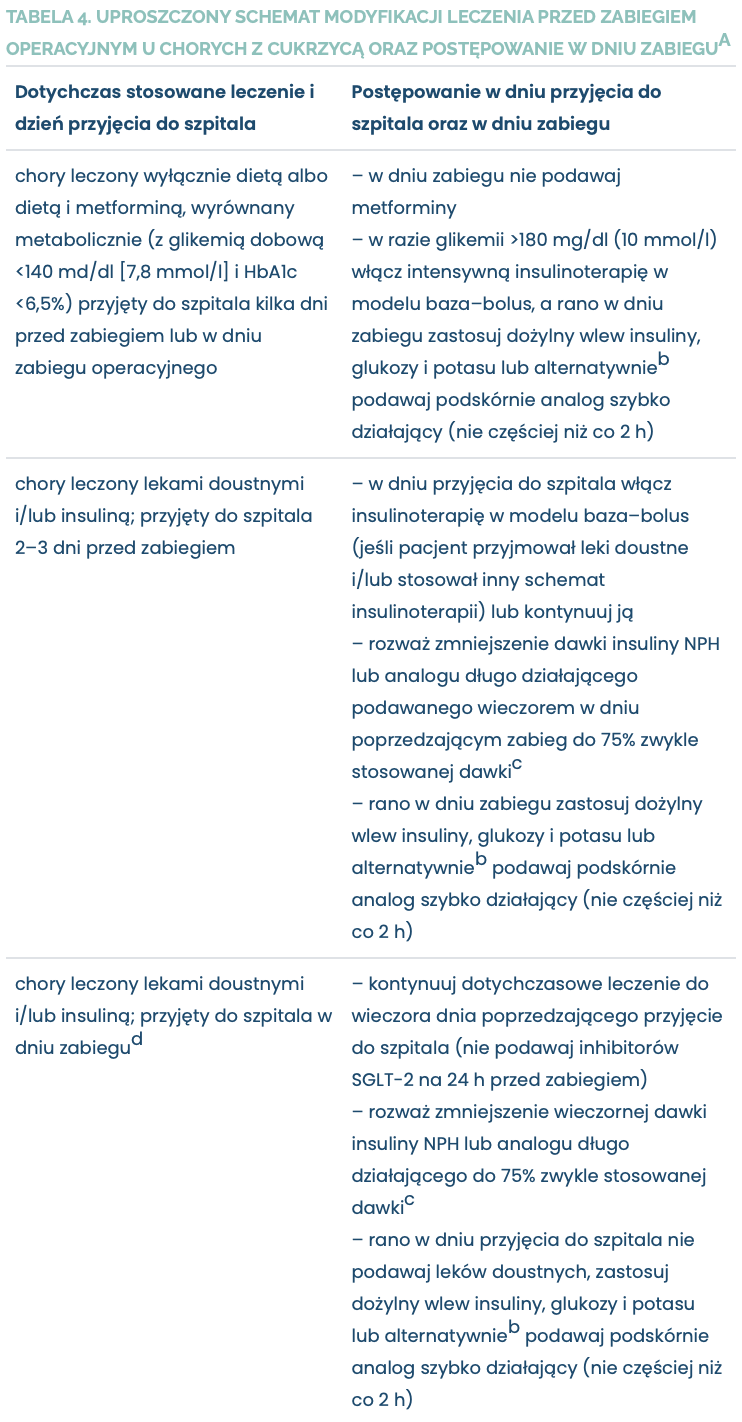 TABELA 4. UPROSZCZONY SCHEMAT MODYFIKACJI LECZENIA PRZED ZABIEGIEM
OPERACYJNYM U CHORYCH Z CUKRZYCĄ ORAZ POSTĘPOWANIE W DNIU ZABIEGUA
Dotychczas stosowane leczenie i
dzień przyjęcia do szpitala
Postępowanie w dniu przyjęcia do
szpitala oraz w dniu zabiegu
chory leczony wyłącznie dietą albo
dietą i metforminą, wyrównany
metabolicznie (z glikemią dobową
<140 md/dl [7,8 mmol/l] i HbA1c
<6,5%) przyjęty do szpitala kilka dni
przed zabiegiem lub w dniu
zabiegu operacyjnego
– w dniu zabiegu nie podawaj
metforminy
– w razie glikemii >180 mg/dl (10 mmol/l)
włącz intensywną insulinoterapię w
modelu baza–bolus, a rano w dniu
zabiegu zastosuj dożylny wlew insuliny,
glukozy i potasu lub alternatywnieb
podawaj podskórnie analog szybko
działający (nie częściej niż co 2 h)
chory leczony lekami doustnymi
i/lub insuliną; przyjęty do szpitala
2–3 dni przed zabiegiem
– w dniu przyjęcia do szpitala włącz
insulinoterapię w modelu baza–bolus
(jeśli pacjent przyjmował leki doustne
i/lub stosował inny schemat
insulinoterapii) lub kontynuuj ją
– rozważ zmniejszenie dawki insuliny NPH
lub analogu długo działającego
podawanego wieczorem w dniu
poprzedzającym zabieg do 75% zwykle
stosowanej dawkic
– rano w dniu zabiegu zastosuj dożylny
wlew insuliny, glukozy i potasu lub
alternatywnieb podawaj podskórnie
analog szybko działający (nie częściej niż
co 2 h)
chory leczony lekami doustnymi
i/lub insuliną; przyjęty do szpitala w
dniu zabiegud
– kontynuuj dotychczasowe leczenie do
wieczora dnia poprzedzającego przyjęcie
do szpitala (nie podawaj inhibitorów
SGLT-2 na 24 h przed zabiegiem)
– rozważ zmniejszenie wieczornej dawki
insuliny NPH lub analogu długo
działającego do 75% zwykle stosowanej
dawkic
– rano w dniu przyjęcia do szpitala nie
podawaj leków doustnych, zastosuj
dożylny wlew insuliny, glukozy i potasu
lub alternatywnieb podawaj podskórnie
analog szybko działający (nie częściej niż
co 2 h)